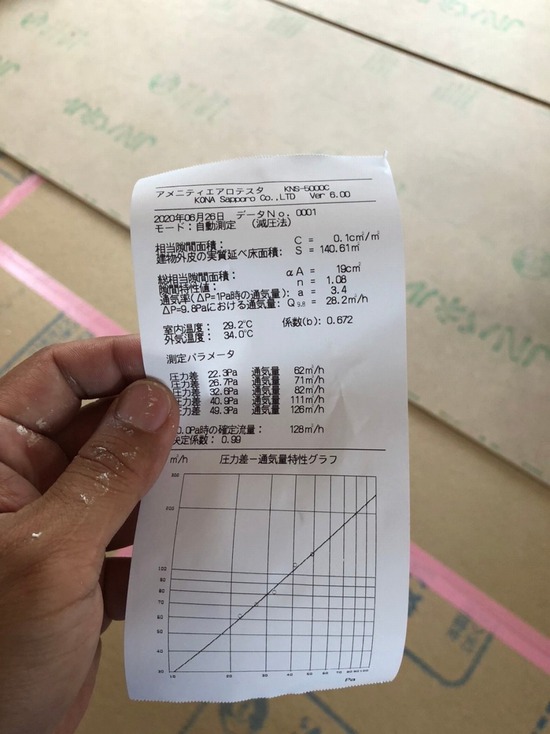 アメニティエアロテスタ KNS-5000C
KONA Sapporo Co.,LTD Ver 6.00
2020年06月26日 データNo. 0001
モード：自動測定 （減圧法）
相当隙間面積： C = 0.1c㎡/㎡
建物外皮の実質延べ床面積： S = 140.61㎡
総相当隙間面積： αA = 19c㎡
隙間特性値： n = 1.08
通気率(ΔP=1Pa時の通気量)： a = 3.4
ΔP=9.8Paにおける通気量： Q9.8 = 28.2㎥/h
室内温度： 29.2℃ 係数(b)： 0.672
外気温度： 34.0℃
測定パラメータ
圧力差 22.3Pa 通気量 62㎥/h
圧力差 26.7Pa 通気量 71㎥/h
圧力差 32.6Pa 通気量 82㎥/h
圧力差 40.9Pa 通気量 111㎥/h
圧力差 49.3Pa 通気量 126㎥/h
0.0Pa時の確定流量： 128㎥/h
決定係数： 0.99
㎥/h 圧力差－通気量特性グラフ
200
100
90
80
70
60
50
40
30
Pa